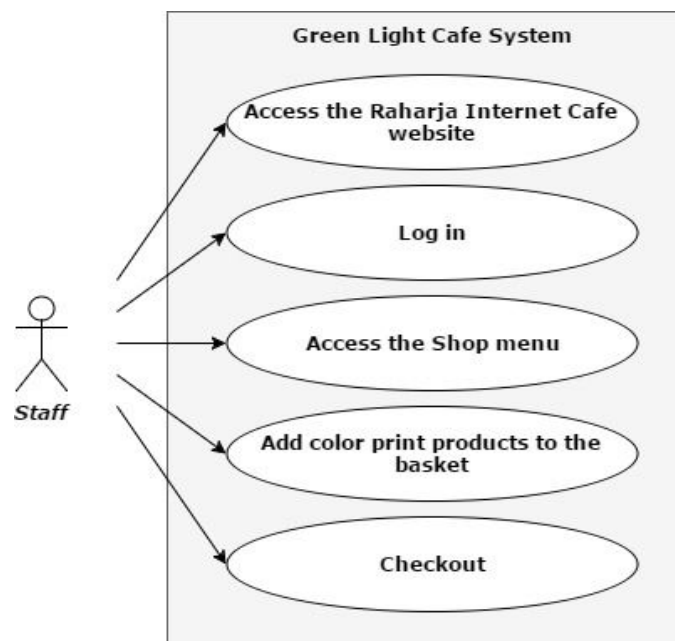 Green Light Cafe System
Access the Raharja Internet Cafe
website
Log in
Access the Shop menu
Staff
Add color print products to the
basket
Checkout